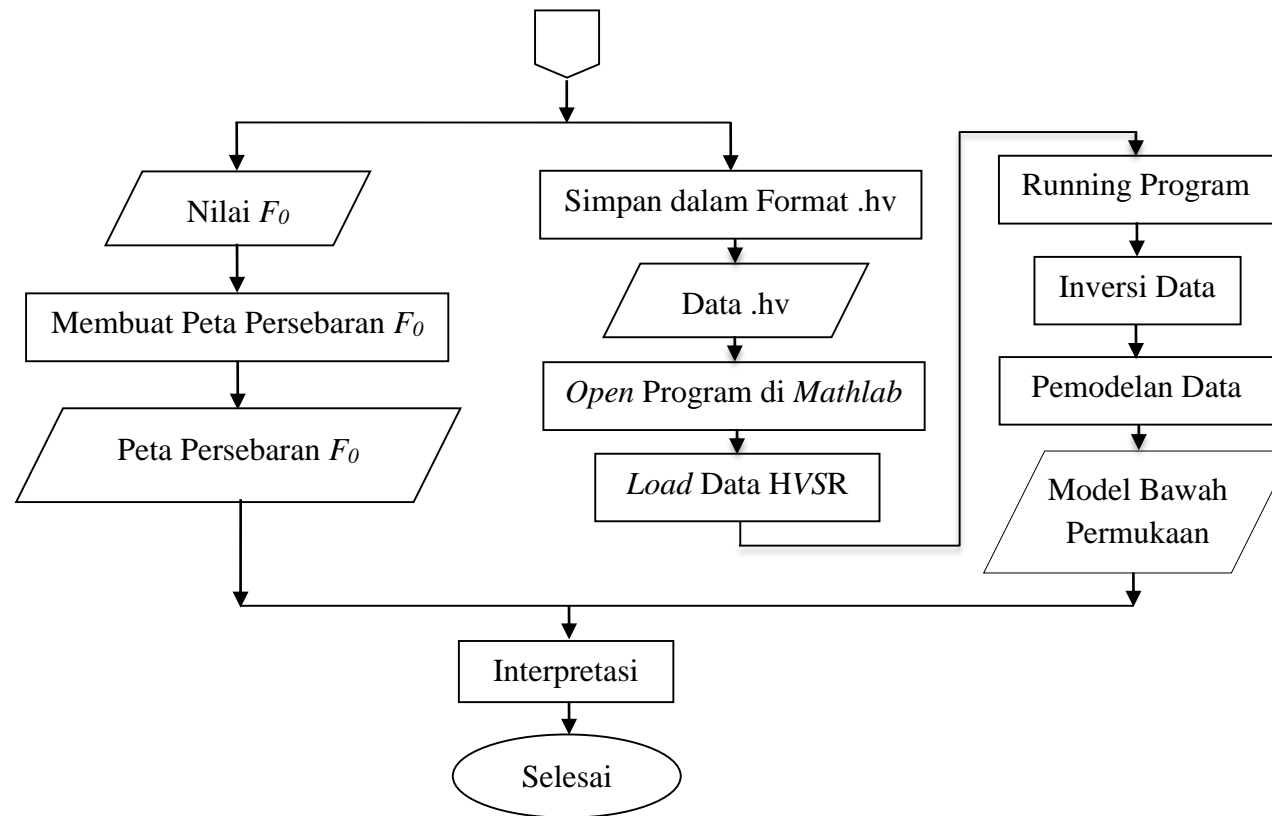 Nilai F0
Membuat Peta Persebaran F0
Peta Persebaran F0
Simpan dalam Format .hv
Data .hv
Open Program di Mathlab
Load Data HVSR
Running Program
Inversi Data
Pemodelan Data
Model Bawah
Permukaan
Interpretasi
Selesai